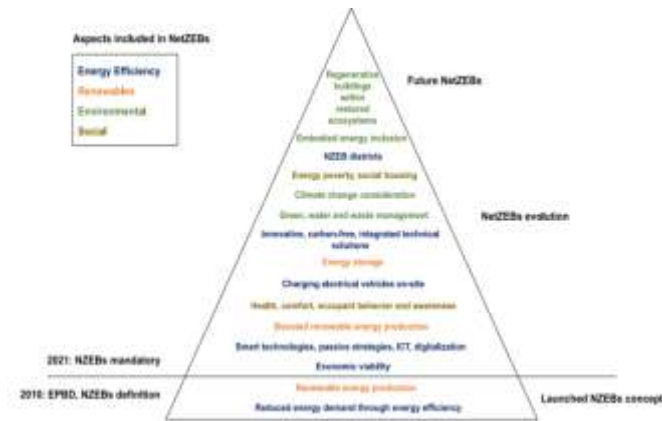 Aspects included in NetZEBs
Energy Efficiency
Renewables
Environmental
Social
Future NetZEBs
Regenerative
buildings
within
restored
ecosystems
Embodied energy inclusion
NZEB districts
Energy poverty, social housing
Climate change consideration
Green, water and waste management
NetZEBs evolution
Innovative, carbon-free, integrated technical
solutions
Energy storage
Charging electrical vehicles on-site
Health, comfort, occupant behavior and awareness
Boosted renewable energy production
Smart technologies, passive strategies, ICT, digitalization
2021: NZEBs mandatory
Economic viability
Renewable energy production
2010: EPBD, NZEBs definition
Launched NZEBs concept
Reduced energy demand through energy efficiency